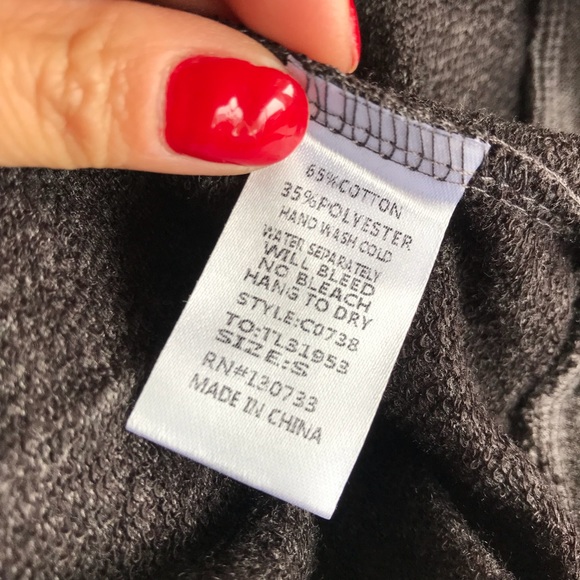 65%COTTON
35%POLYESTER
HAND WASH COLD
WATER SEPARATELY
WILL BLEED
NO BLEACH
HANG TO DRY
STYLE:C0738
TO:TL31953
SIZE:S
RN#130733
MADE IN CHINA